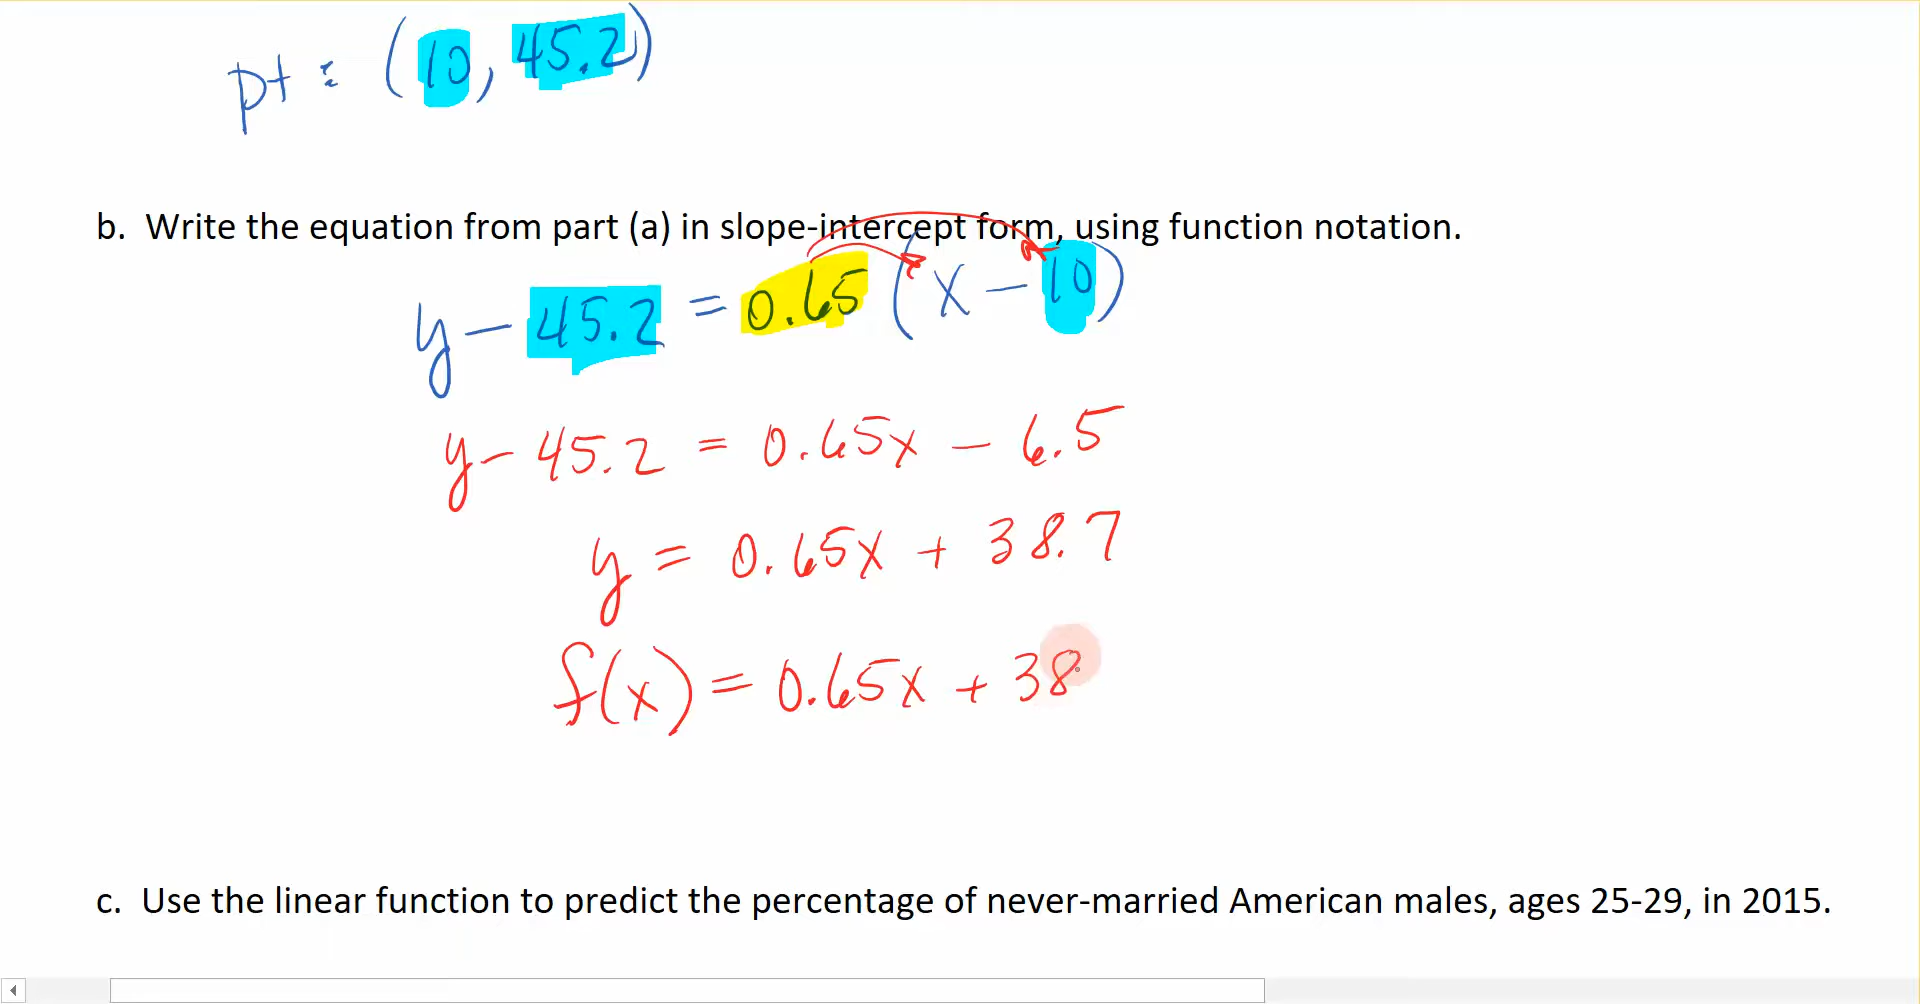 pt : (10, 45.2)
b. Write the equation from part (a) in slope-intercept form, using function notation.
y - 45.2 = 0.65 (x - 10)
y - 45.2 = 0.65x - 6.5
y = 0.65x + 38.7
f(x) = 0.65x + 38
c. Use the linear function to predict the percentage of never-married American males, ages 25-29, in 2015.